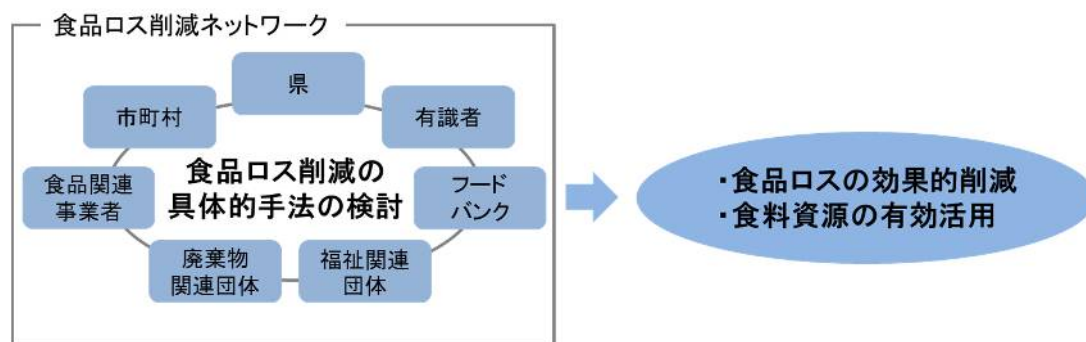 食品ロス削減ネットワーク
県
市町村
有識者
食品関連
事業者
食品ロス削減の
具体的手法の検討
フード
バンク
廃棄物
関連団体
福祉関連
団体
・食品ロスの効果的削減
・食料資源の有効活用